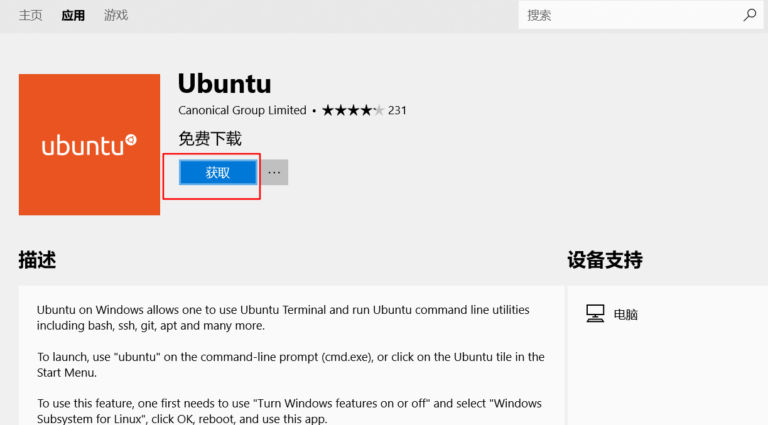 主页 应用 游戏 搜索
ubuntu
Ubuntu
Canonical Group Limited • ★★★★★ 231
免费下载
获取 ···
描述 设备支持
Ubuntu on Windows allows one to use Ubuntu Terminal and run Ubuntu command line utilities
including bash, ssh, git, apt and many more.
电脑
To launch, use "ubuntu" on the command-line prompt (cmd.exe), or click on the Ubuntu tile in the
Start Menu.
To use this feature, one first needs to use "Turn Windows features on or off" and select "Windows
Subsystem for Linux", click OK, reboot, and use this app.